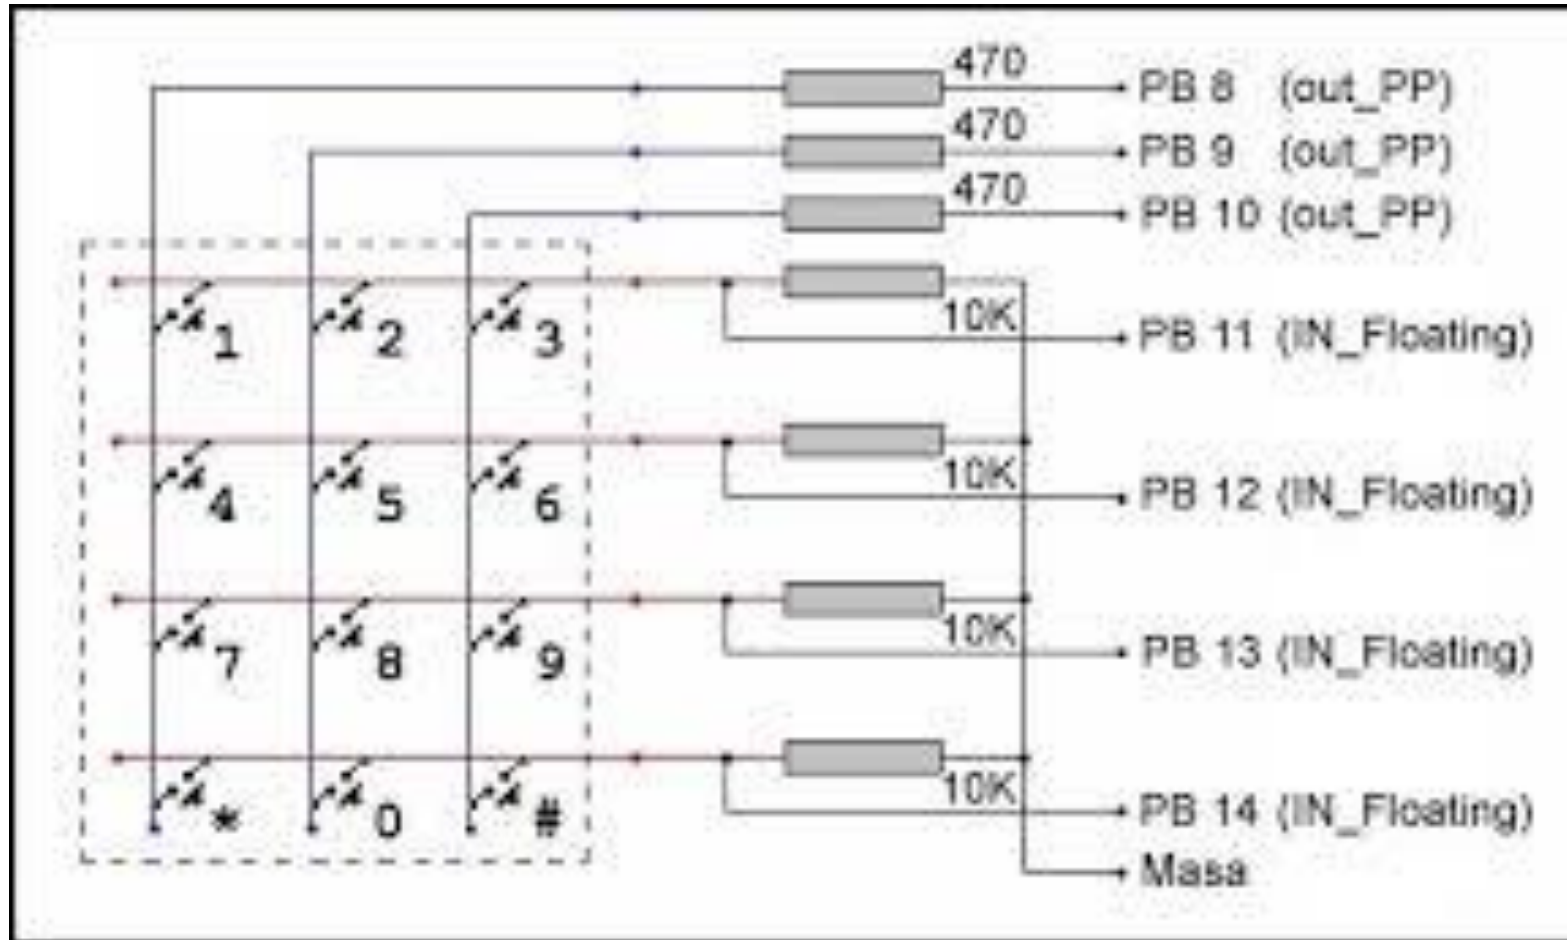 470
PB 8 (out_PP)
470
PB 9 (out_PP)
470
PB 10 (out_PP)
10K
1 2 3
PB 11 (IN_Floating)
10K
4 5 6
PB 12 (IN_Floating)
10K
7 8 9
PB 13 (IN_Floating)
10K
* 0 #
PB 14 (IN_Floating)
Masa